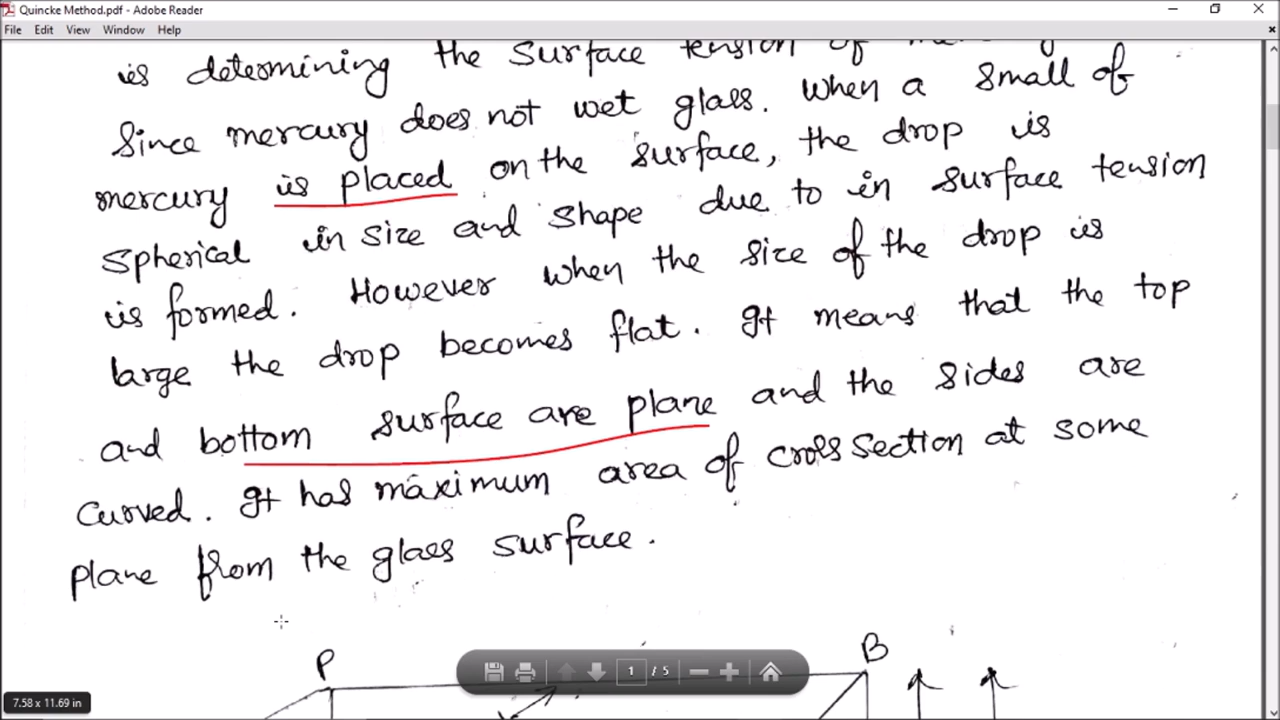 Quincke Method.pdf - Adobe Reader
File Edit View Window Help
is determining the surface tension of
Since mercury does not wet glass. When a small of
mercury is placed on the surface, the drop is
spherical in size and shape due to in surface tension
is formed. However when the size of the drop is
large the drop becomes flat. It means that the top
and bottom surface are plane and the sides are
curved. It has maximum area of cross section at some
plane from the glass surface.
P B
1 / 5
7.58 x 11.69 in